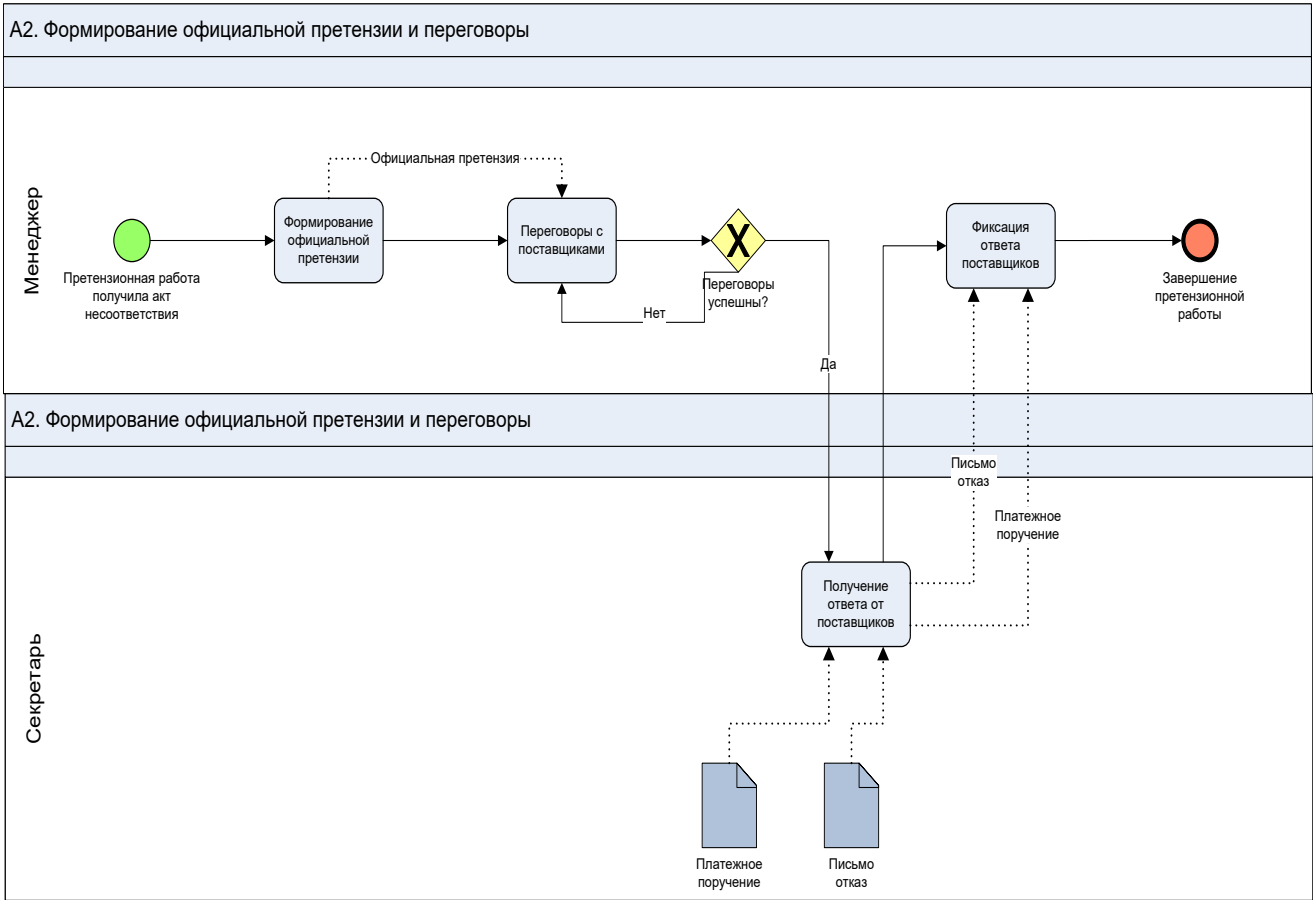 A2. Формирование официальной претензии и переговоры
Менеджер
Официальная претензия
Формирование
официальной
претензии
Переговоры с
поставщиками
X
Фиксация
ответа
поставщиков
Претензионная работа
получила акт
несоответствия
Переговоры
успешны?
Завершение
претензионной
работы
Нет
Да
A2. Формирование официальной претензии и переговоры
Секретарь
Письмо
отказ
Платежное
поручение
Получение
ответа от
поставщиков
Платежное
поручение
Письмо
отказ